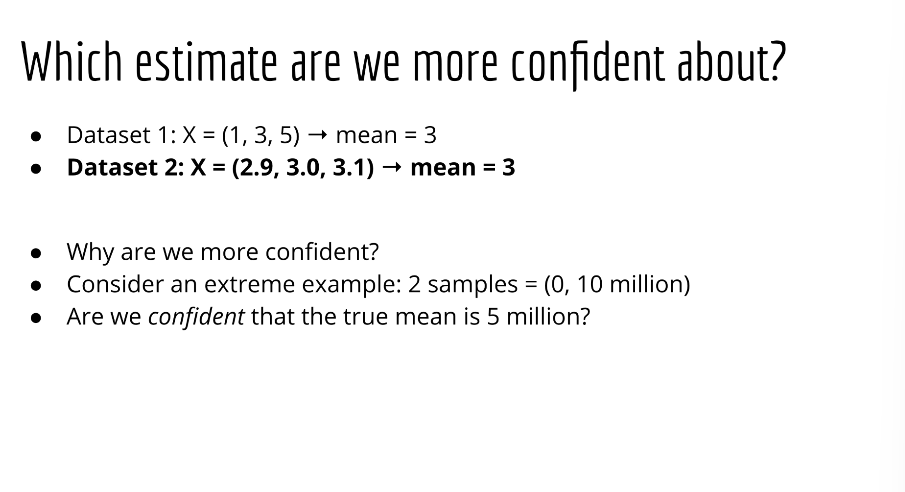 Which estimate are we more confident about?
● Dataset 1: X = (1, 3, 5) → mean = 3
● Dataset 2: X = (2.9, 3.0, 3.1) → mean = 3
● Why are we more confident?
● Consider an extreme example: 2 samples = (0, 10 million)
● Are we confident that the true mean is 5 million?